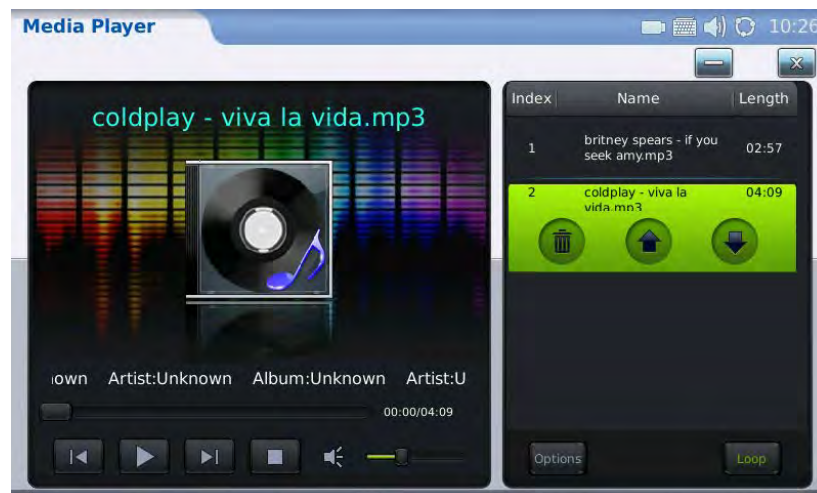 Media Player
10:26
coldplay - viva la vida.mp3
Index Name Length
1 britney spears - if you seek amy.mp3 02:57
2 coldplay - viva la vida.mp3 04:09
own Artist:Unknown Album:Unknown Artist:U
00:00/04:09
Options
Loop